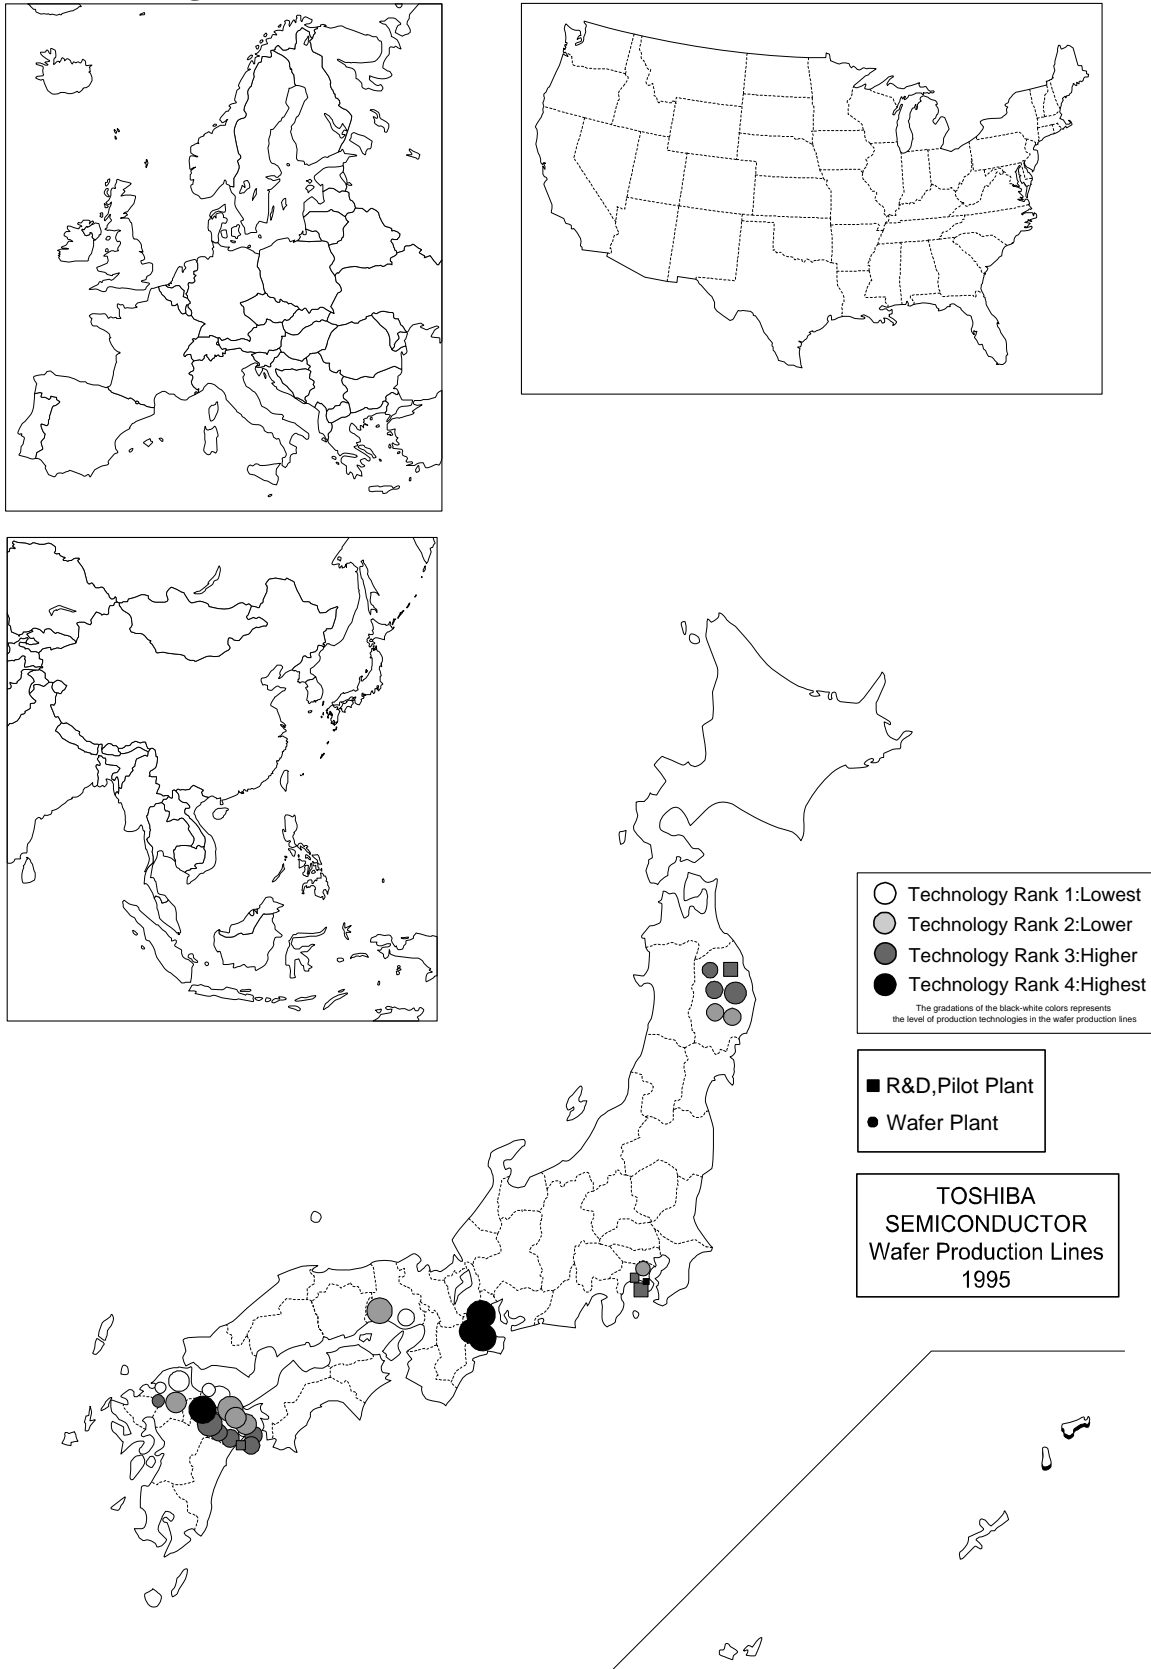 Technology Rank 1:Lowest
Technology Rank 2:Lower
Technology Rank 3:Higher
Technology Rank 4:Highest
The gradations of the black-white colors represents
the level of production technologies in the wafer production lines
R&D,Pilot Plant
Wafer Plant
TOSHIBA
SEMICONDUCTOR
Wafer Production Lines
1995